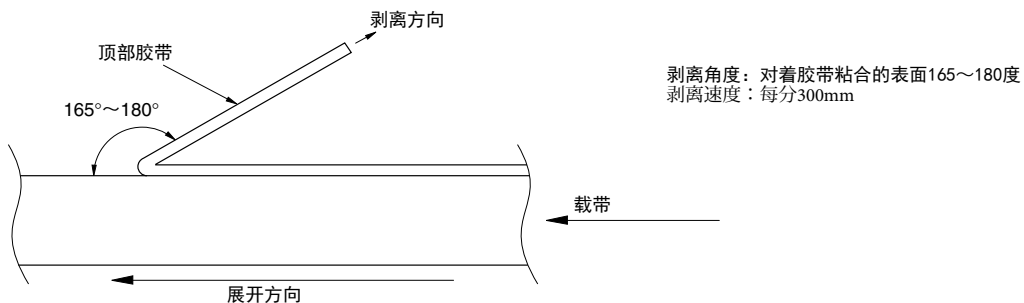 剥离方向
顶部胶带
剥离角度：对着胶带粘合的表面165～180度
剥离速度：每分300mm
165°～180°
载带
展开方向